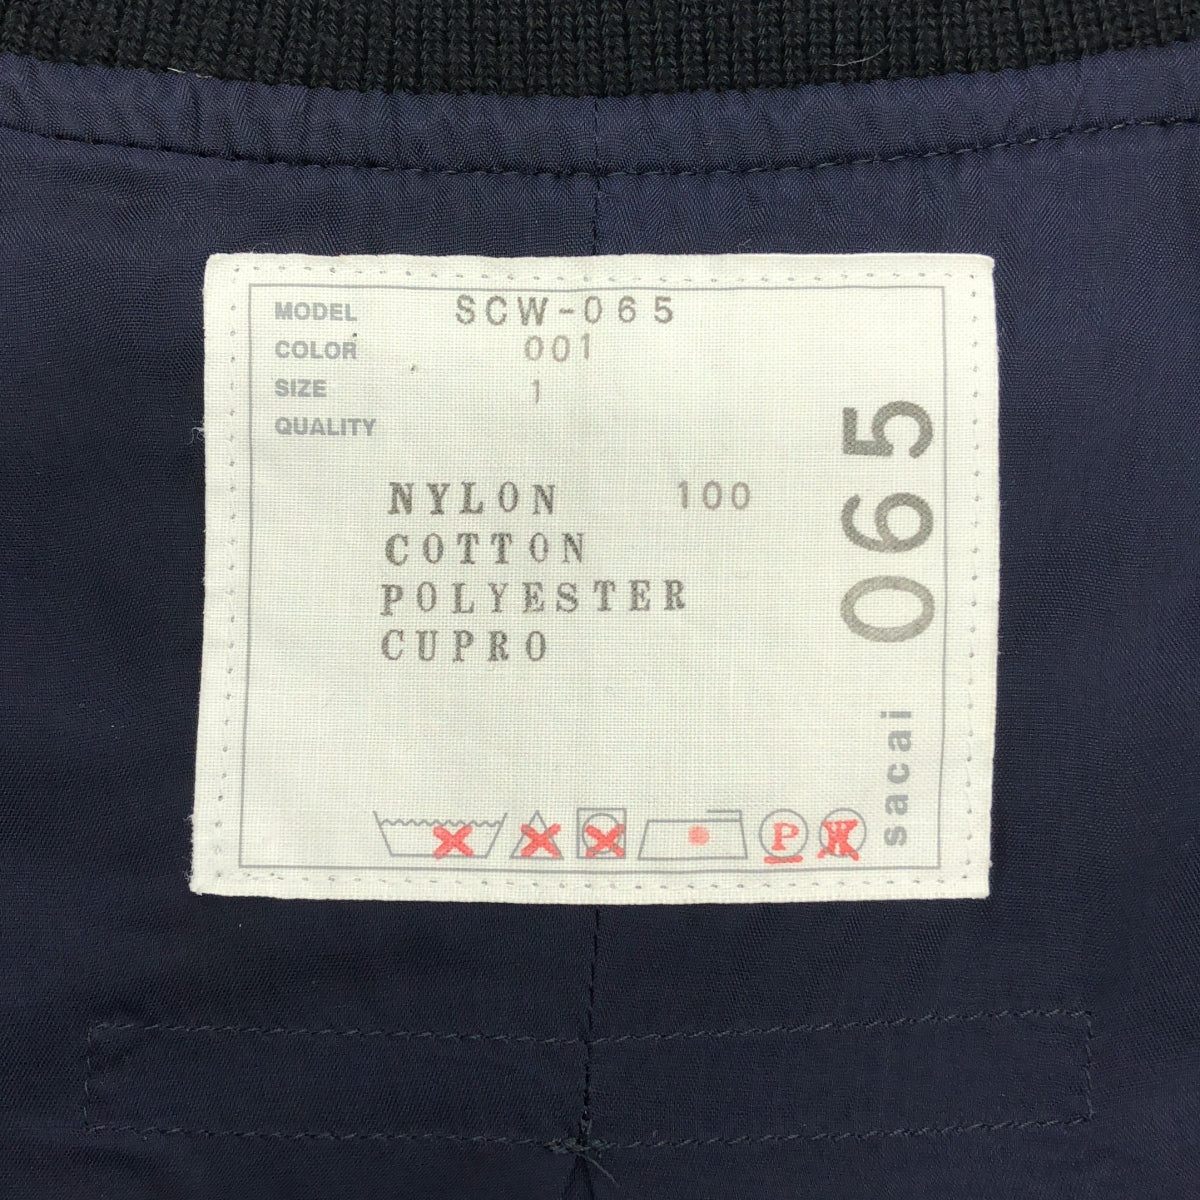 MODEL SCW-065
COLOR 001
SIZE 1
QUALITY
NYLON 100
COTTON
POLYESTER
CUPRO
P
W
sacai 065